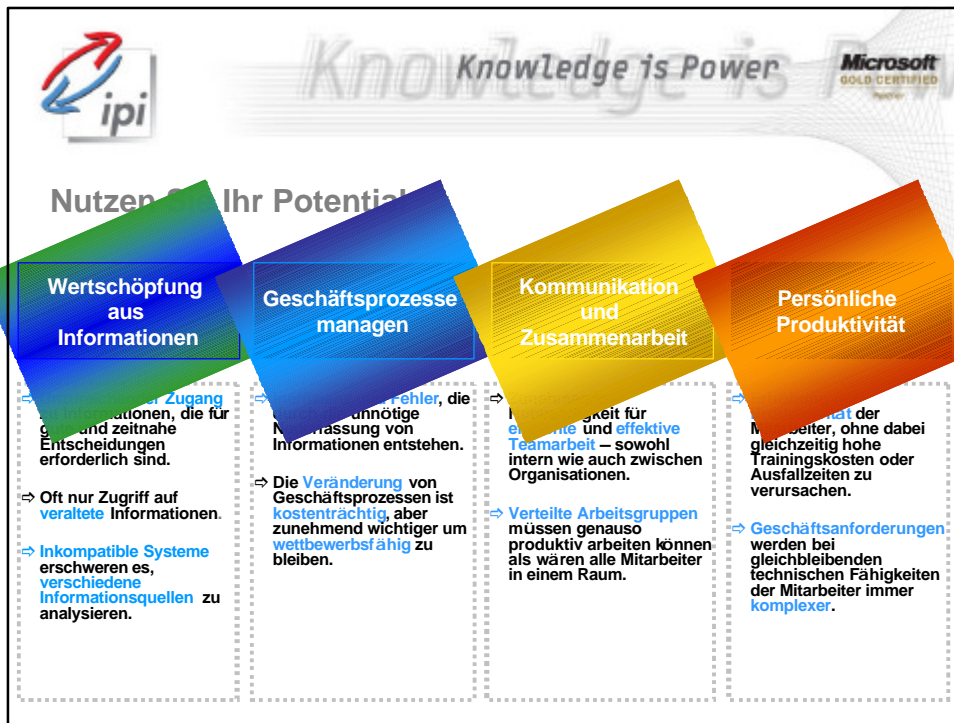 ipi
Knowledge is Power
Microsoft
GOLD CERTIFIED
Partner
Nutzen Sie Ihr Potential
Wertschöpfung
aus
Informationen
Geschäftsprozesse
managen
Kommunikation
und
Zusammenarbeit
Persönliche
Produktivität
⇨ Zugang
Informationen, die für
und zeitnahe
Entscheidungen
erforderlich sind.
⇨ Oft nur Zugriff auf
veraltete Informationen.
⇨ Inkompatible Systeme
erschweren es,
verschiedene
Informationsquellen zu
analysieren.
Fehler, die
unnötige
von
Informationen entstehen.
⇨ Die Veränderung von
Geschäftsprozessen ist
kostenträchtig, aber
zunehmend wichtiger um
wettbewerbsfähig zu
bleiben.
⇨
für
und effektive
Teamarbeit – sowohl
intern wie auch zwischen
Organisationen.
⇨ Verteilte Arbeitsgruppen
müssen genauso
produktiv arbeiten können
als wären alle Mitarbeiter
in einem Raum.
⇨
der
Mitarbeiter, ohne dabei
gleichzeitig hohe
Trainingskosten oder
Ausfallzeiten zu
verursachen.
⇨ Geschäftsanforderungen
werden bei
gleichbleibenden
technischen Fähigkeiten
der Mitarbeiter immer
komplexer.